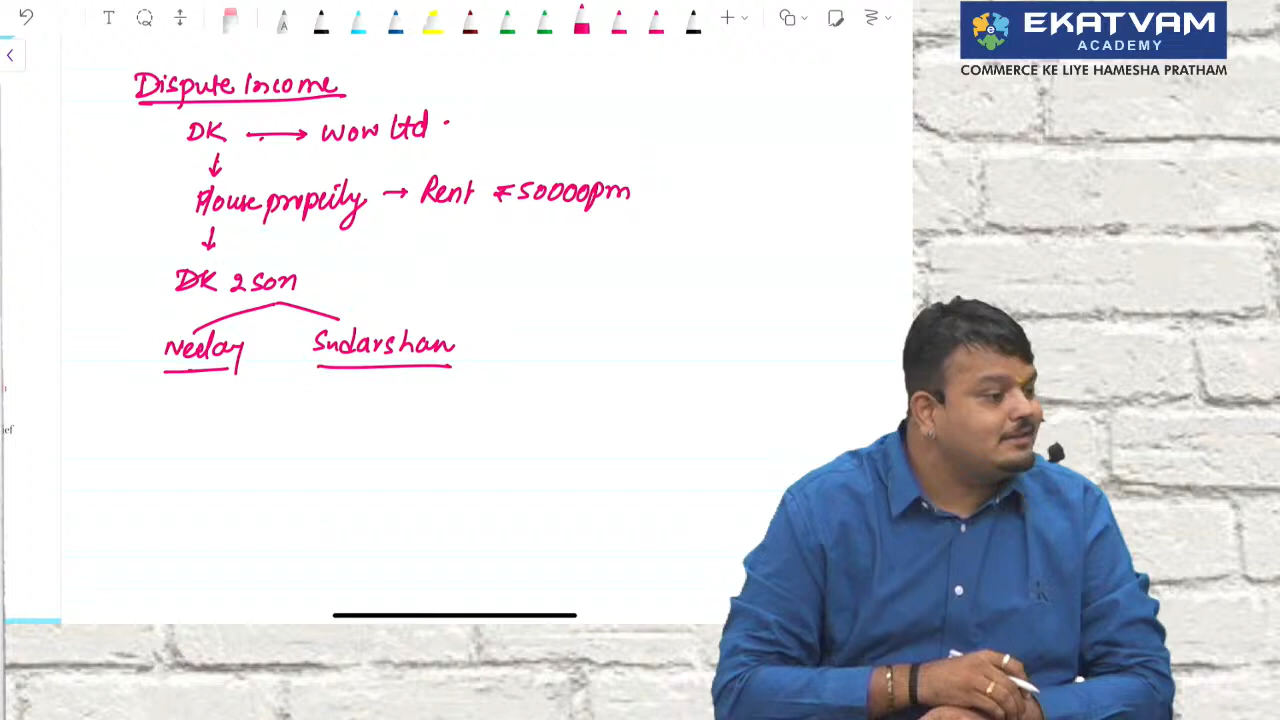 EKATVAM
ACADEMY
COMMERCE KE LIYE HAMESHA PRATHAM
T
Dispute Income
DK → Wow Ltd.
↓
House property → Rent ₹50000pm
↓
DK 2 son
Sudarshan
ief